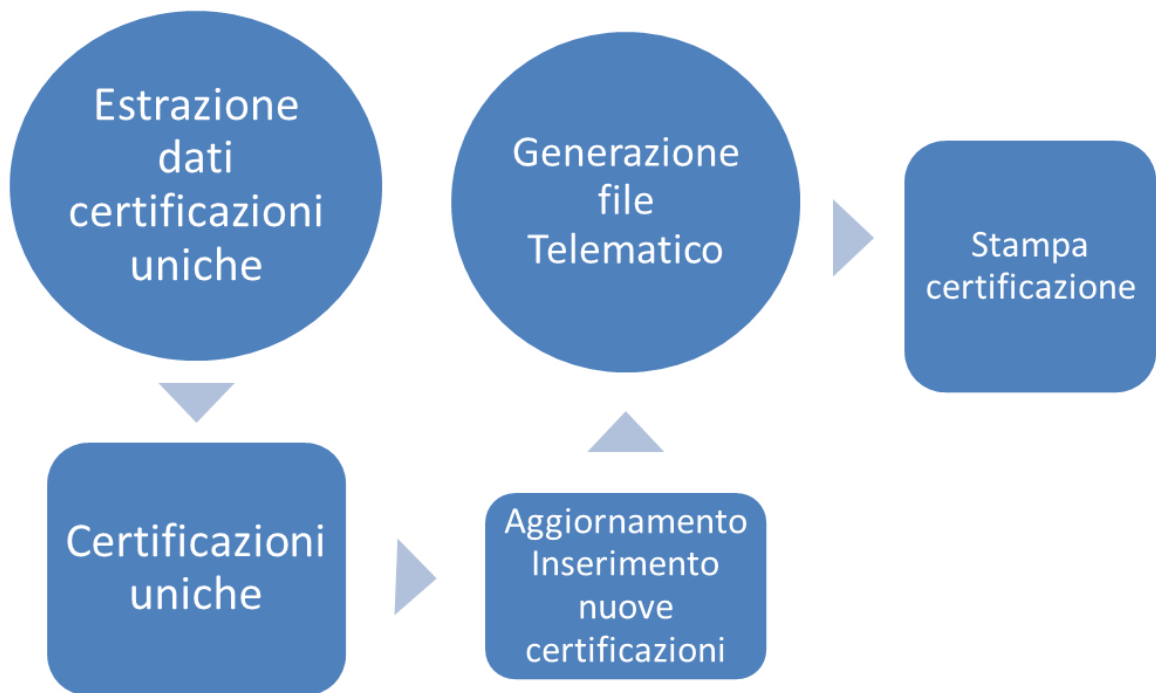 Estrazione
dati
certificazioni
uniche
Certificazioni
uniche
Aggiornamento
Inserimento
nuove
certificazioni
Generazione
file
Telematico
Stampa
certificazione